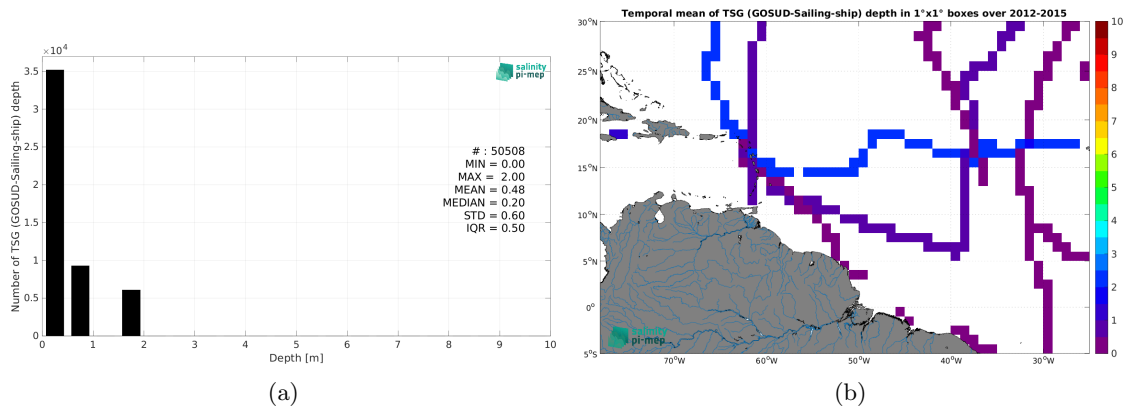 ×10⁴
3.5
3
2.5
2
1.5
1
0.5
0
Number of TSG (GOSUD-Sailing-ship) depth
salinity
pi-mep
# : 50508
MIN = 0.00
MAX = 2.00
MEAN = 0.48
MEDIAN = 0.20
STD = 0.60
IQR = 0.50
0 1 2 3 4 5 6 7 8 9 10
Depth [m]
(a)
Temporal mean of TSG (GOSUD-Sailing-ship) depth in 1°x1° boxes over 2012-2015
30°N
25°N
20°N
15°N
10°N
5°N
0°
5°S
70°W 60°W 50°W 40°W 30°W
salinity
pi-mep
10
9
8
7
6
5
4
3
2
1
0
(b)